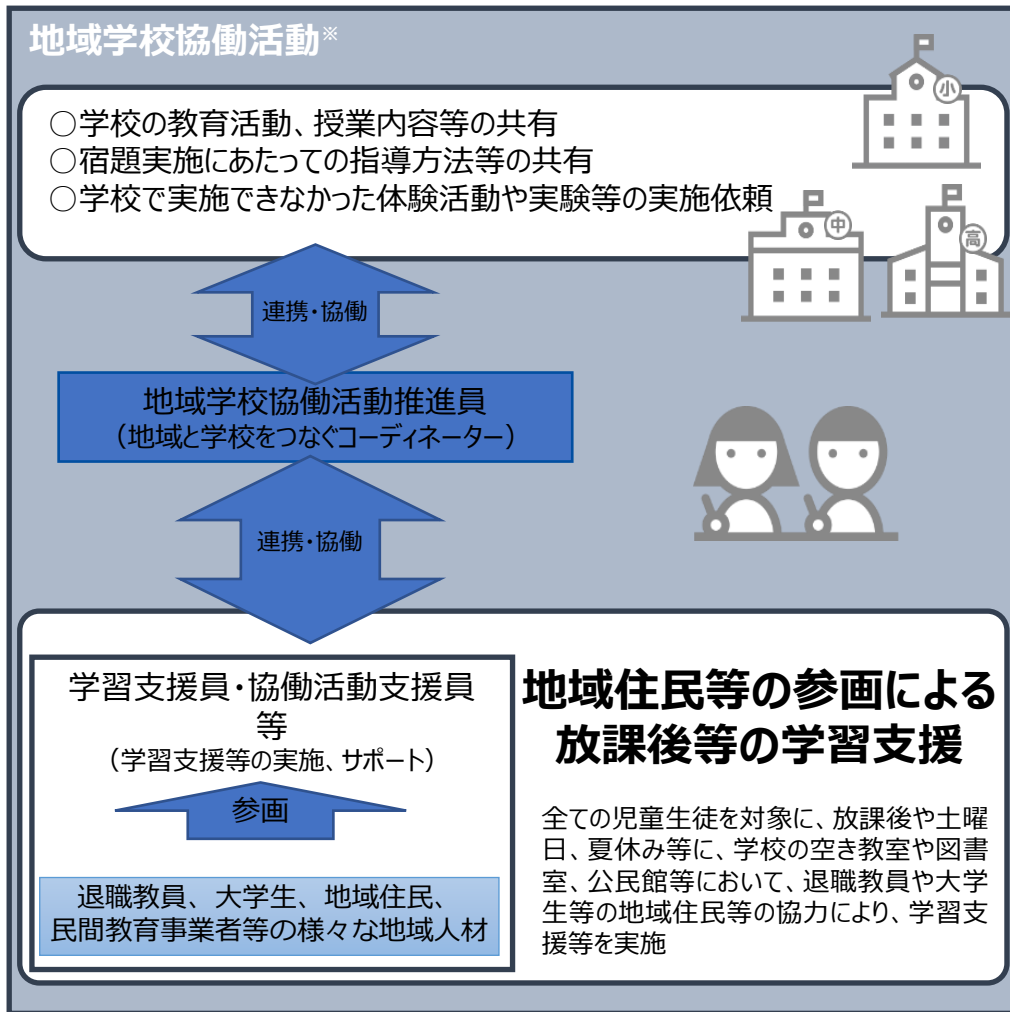 地域学校協働活動※
○学校の教育活動、授業内容等の共有
○宿題実施にあたっての指導方法等の共有
○学校で実施できなかった体験活動や実験等の実施依頼
小
中
高
連携・協働
地域学校協働活動推進員
（地域と学校をつなぐコーディネーター）
連携・協働
学習支援員・協働活動支援員
等
（学習支援等の実施、サポート）
参画
退職教員、大学生、地域住民、
民間教育事業者等の様々な地域人材
地域住民等の参画による
放課後等の学習支援
全ての児童生徒を対象に、放課後や土曜
日、夏休み等に、学校の空き教室や図書
室、公民館等において、退職教員や大学
生等の地域住民等の協力により、学習支
援等を実施